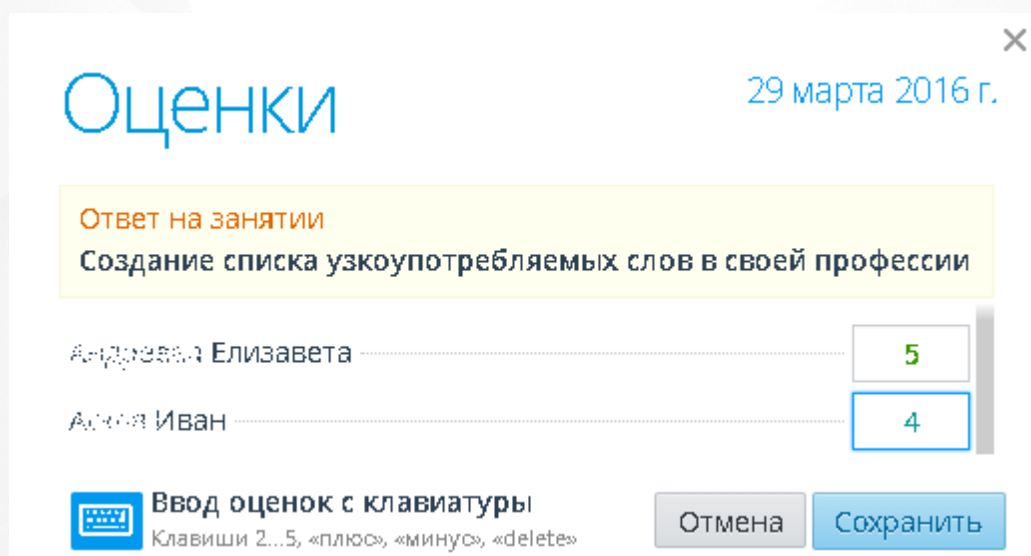 Оценки
29 марта 2016 г.
Ответ на занятии
Создание списка узкоупотребляемых слов в своей профессии
Елизавета 5
Иван 4
Ввод оценок с клавиатуры
Клавиши 2...5, «плюс», «минус», «delete»
Отмена
Сохранить